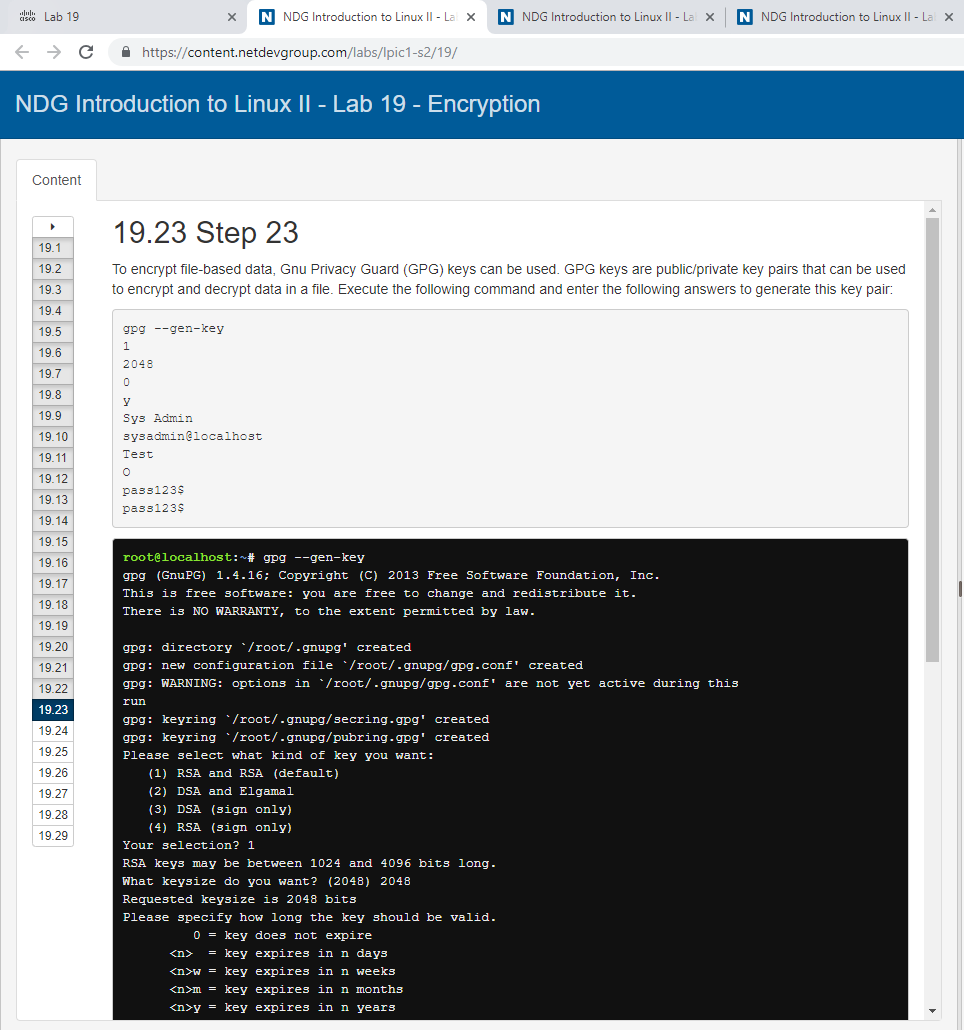 cisco Lab 19
N NDG Introduction to Linux II - La
N NDG Introduction to Linux II - La
N NDG Introduction to Linux II - La
https://content.netdevgroup.com/labs/lpic1-s2/19/
NDG Introduction to Linux II - Lab 19 - Encryption
Content
19.1
19.2
19.3
19.4
19.5
19.6
19.7
19.8
19.9
19.10
19.11
19.12
19.13
19.14
19.15
19.16
19.17
19.18
19.19
19.20
19.21
19.22
19.23
19.24
19.25
19.26
19.27
19.28
19.29
19.23 Step 23
To encrypt file-based data, Gnu Privacy Guard (GPG) keys can be used. GPG keys are public/private key pairs that can be used
to encrypt and decrypt data in a file. Execute the following command and enter the following answers to generate this key pair:
gpg --gen-key
1
2048
0
y
Sys Admin
sysadmin@localhost
Test
O
pass123$
pass123$
root@localhost:~# gpg --gen-key
gpg (GnuPG) 1.4.16; Copyright (C) 2013 Free Software Foundation, Inc.
This is free software: you are free to change and redistribute it.
There is NO WARRANTY, to the extent permitted by law.
gpg: directory `/root/.gnupg' created
gpg: new configuration file `/root/.gnupg/gpg.conf' created
gpg: WARNING: options in `/root/.gnupg/gpg.conf' are not yet active during this
run
gpg: keyring `/root/.gnupg/secring.gpg' created
gpg: keyring `/root/.gnupg/pubring.gpg' created
Please select what kind of key you want:
(1) RSA and RSA (default)
(2) DSA and Elgamal
(3) DSA (sign only)
(4) RSA (sign only)
Your selection? 1
RSA keys may be between 1024 and 4096 bits long.
What keysize do you want? (2048) 2048
Requested keysize is 2048 bits
Please specify how long the key should be valid.
0 = key does not expire
<n> = key expires in n days
<n>w = key expires in n weeks
<n>m = key expires in n months
<n>y = key expires in n years